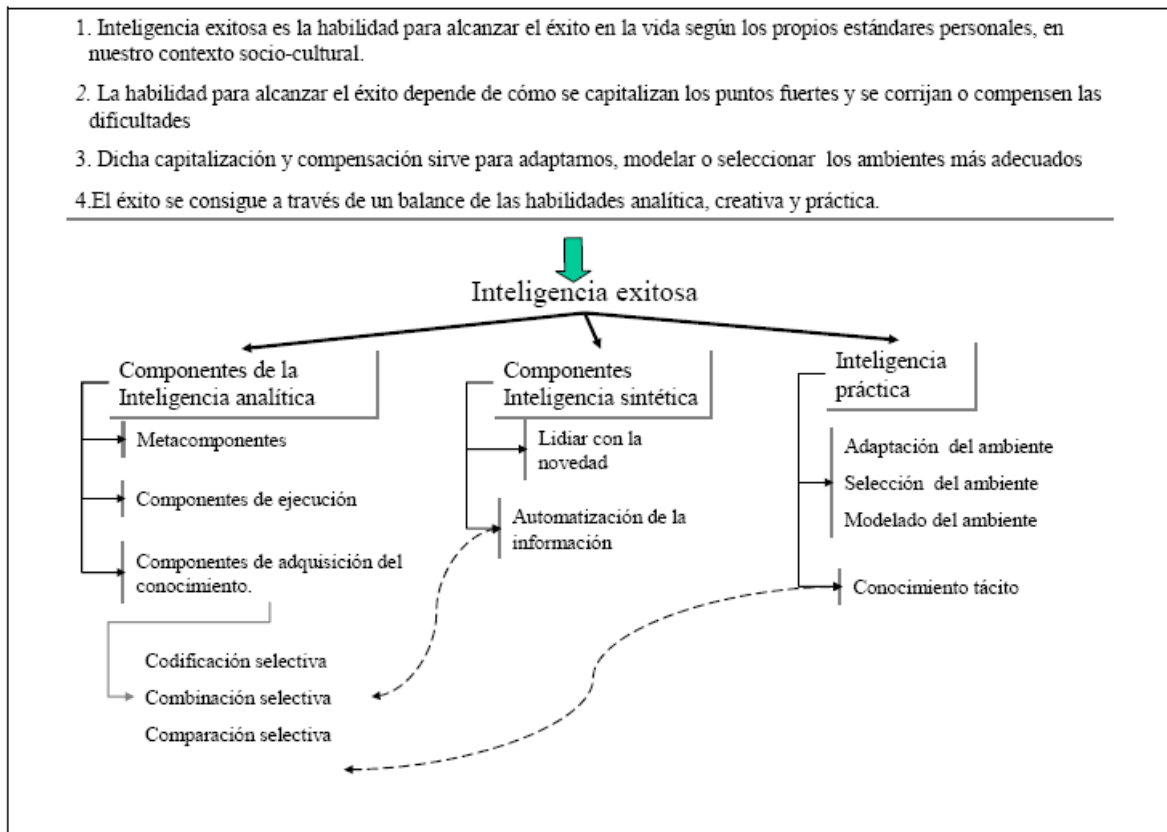 1. Inteligencia exitosa es la habilidad para alcanzar el éxito en la vida según los propios estándares personales, en
nuestro contexto socio-cultural.
2. La habilidad para alcanzar el éxito depende de cómo se capitalizan los puntos fuertes y se corrijan o compensen las
dificultades
3. Dicha capitalización y compensación sirve para adaptarnos, modelar o seleccionar los ambientes más adecuados
4.El éxito se consigue a través de un balance de las habilidades analítica, creativa y práctica.
Inteligencia exitosa
Componentes de la
Inteligencia analítica
Metacomponentes
Componentes de ejecución
Componentes de adquisición del
conocimiento.
Codificación selectiva
Combinación selectiva
Comparación selectiva
Componentes
Inteligencia sintética
Lidiar con la
novedad
Automatización de la
información
Inteligencia
práctica
Adaptación del ambiente
Selección del ambiente
Modelado del ambiente
Conocimiento tácito